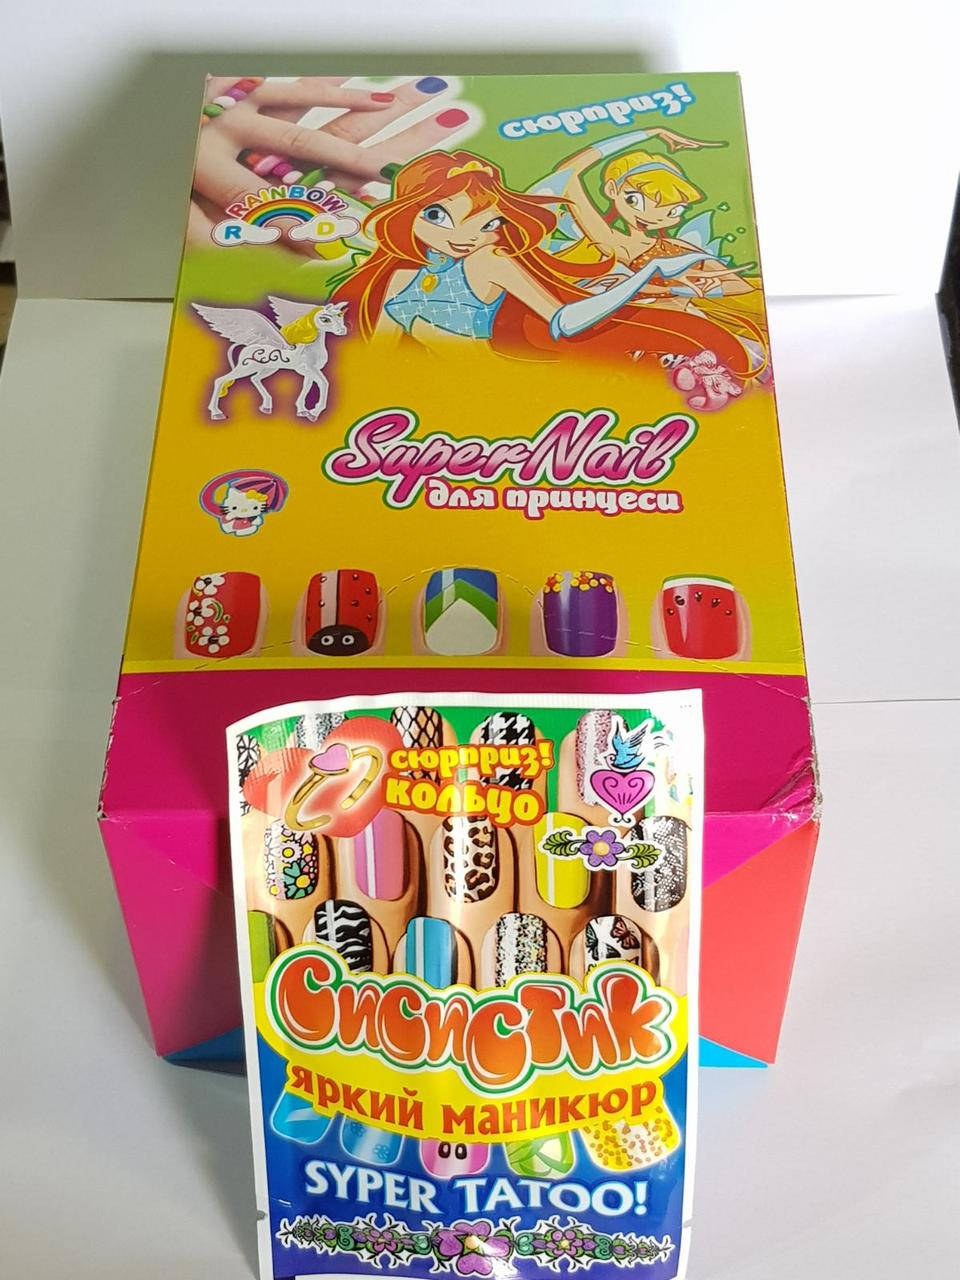 сюрприз!
RAINBOW
R D
SuperNail
для принцеси
сюрприз!
кольцо
Сисистик
яркий маникюр
SYPER TATOO!